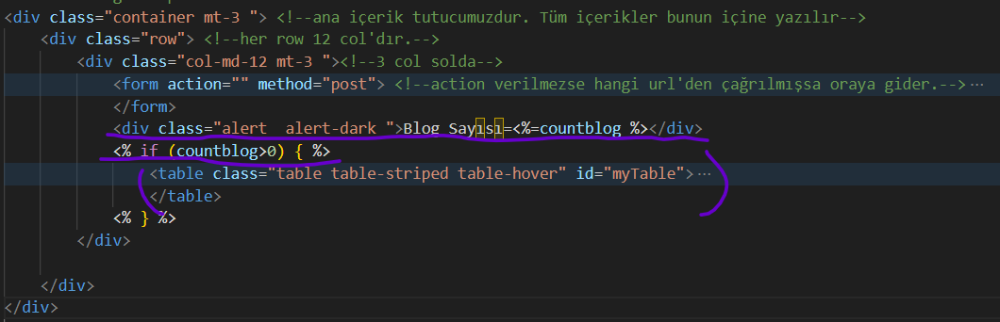 <div class="container mt-3 "> <!--ana içerik tutucumuzdur. Tüm içerikler bunun içine yazılır-->
<div class="row"> <!--her row 12 col'dır.-->
<div class="col-md-12 mt-3 "><!--3 col solda-->
<form action="" method="post"> <!--action verilmezse hangi url'den çağrılmışsa oraya gider.-->⋯
</form>
<div class="alert  alert-dark ">Blog Sayısı=<%=countblog %></div>
<% if (countblog>0) { %>
<table class="table table-striped table-hover" id="myTable">⋯
</table>
<% } %>
</div>
</div>
</div>